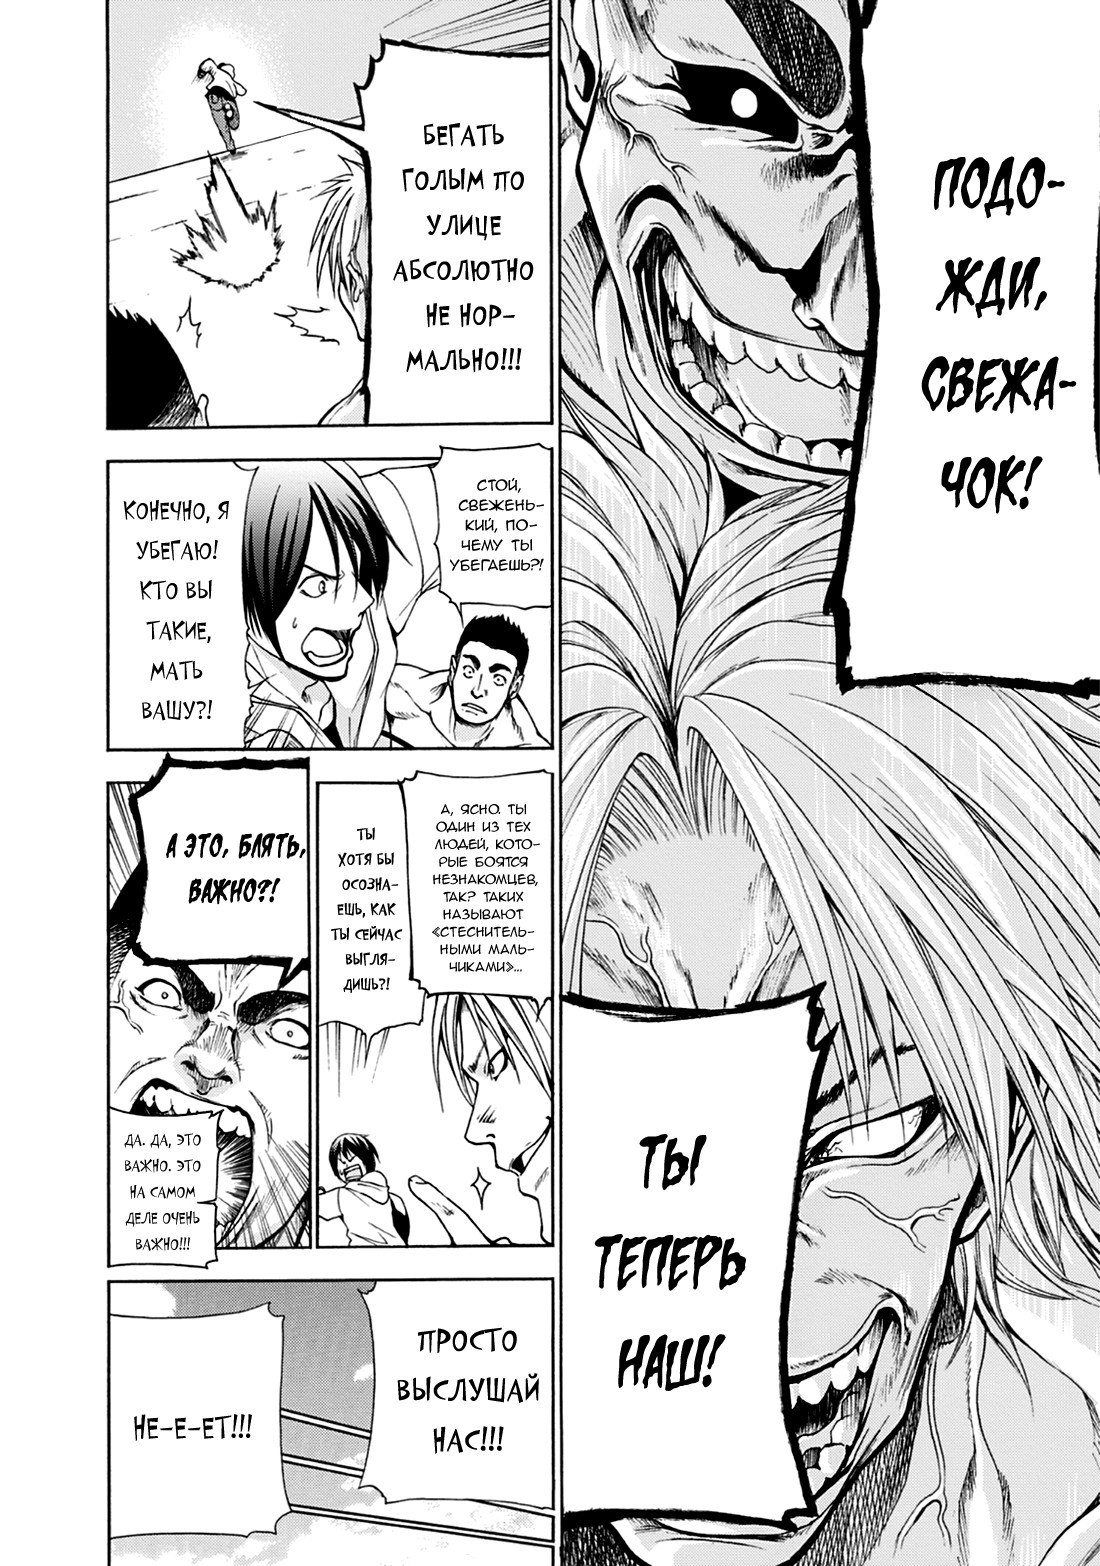 ПОДО-
ЖДИ,
СВЕЖА-
ЧОК!
ТЫ
ТЕПЕРЬ
НАШ!
БЕГАТЬ
ГОЛЫМ ПО
УЛИЦЕ
АБСОЛЮТНО
НЕ НОР-
МАЛЬНО!!!
СТОЙ,
СВЕЖЕНЬ-
КИЙ, ПО-
ЧЕМУ ТЫ
УБЕГАЕШЬ?!
КОНЕЧНО, Я
УБЕГАЮ!
КТО ВЫ
ТАКИЕ,
МАТЬ
ВАШУ?!
А, ЯСНО. ТЫ
ОДИН ИЗ ТЕХ
ЛЮДЕЙ, КОТО-
РЫЕ БОЯТСЯ
НЕЗНАКОМЦЕВ,
ТАК? ТАКИХ
НАЗЫВАЮТ
«СТЕСНИТЕЛЬ-
НЫМИ МАЛЬ-
ЧИКАМИ»...
ТЫ
ХОТЯ БЫ
ОСОЗНА-
ЕШЬ, КАК
ТЫ СЕЙЧАС
ВЫГЛЯ-
ДИШЬ?!
А ЭТО, БЛЯТЬ,
ВАЖНО?!
ДА. ДА, ЭТО
ВАЖНО. ЭТО
НА САМОМ
ДЕЛЕ ОЧЕНЬ
ВАЖНО!!!
ПРОСТО
ВЫСЛУШАЙ
НАС!!!
НЕ-Е-ЕТ!!!